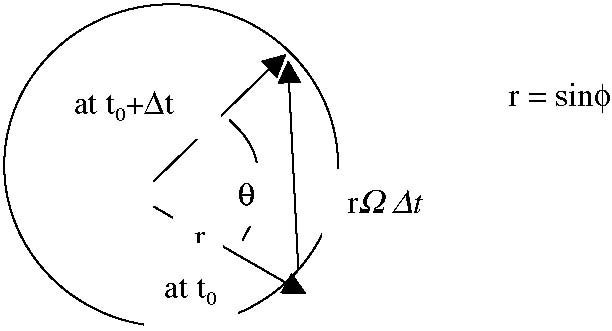 at t₀+Δt
r = sinϕ
θ
rΩ Δt
r
at t₀